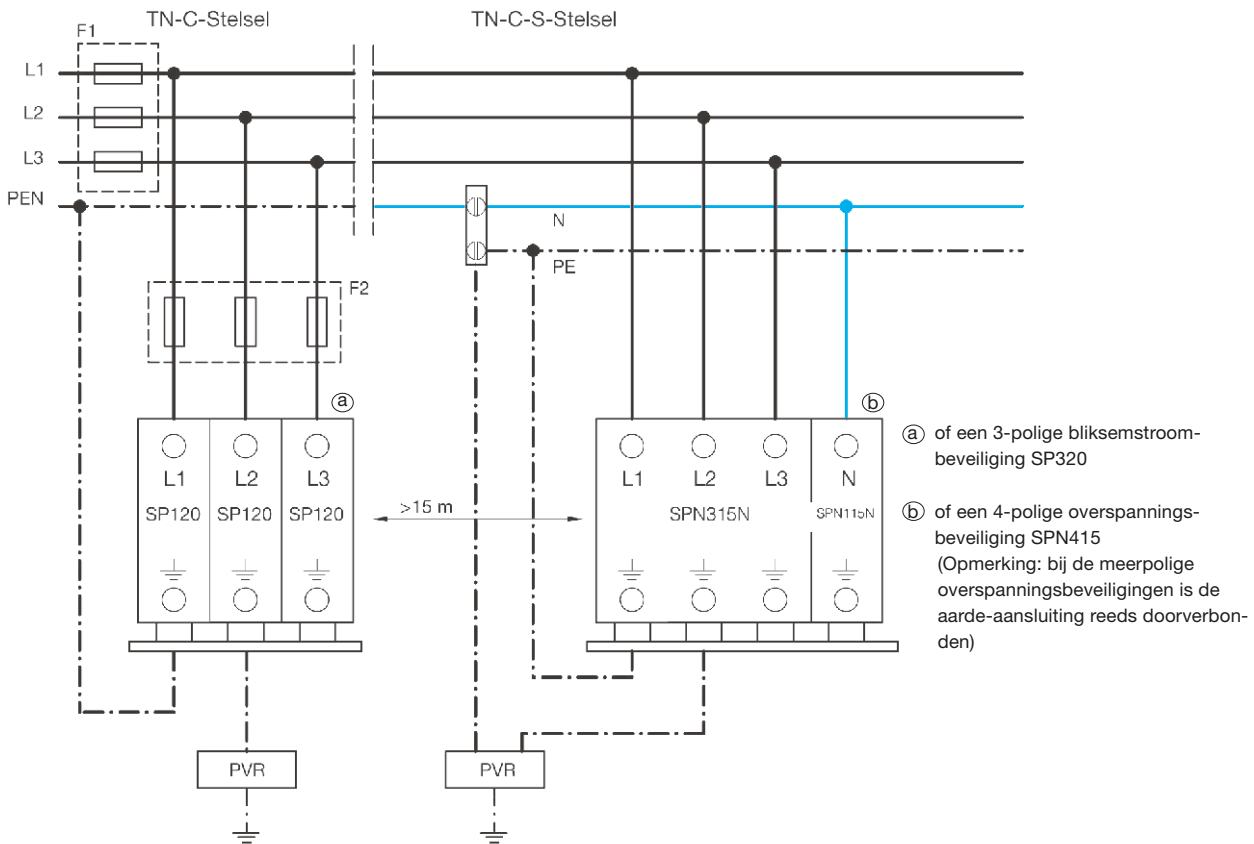 TN-C-Stelsel
TN-C-S-Stelsel
F1
L1
L2
L3
PEN
N
PE
F2
a
b
L1
L2
L3
SP120
SP120
SP120
>15 m
L1
L2
L3
N
SPN315N
SPN115N
a of een 3-polige bliksemstroom-
beveiliging SP320
b of een 4-polige overspannings-
beveiliging SPN415
(Opmerking: bij de meerpolige
overspanningsbeveiligingen is de
aarde-aansluiting reeds doorverbon-
den)
PVR
PVR